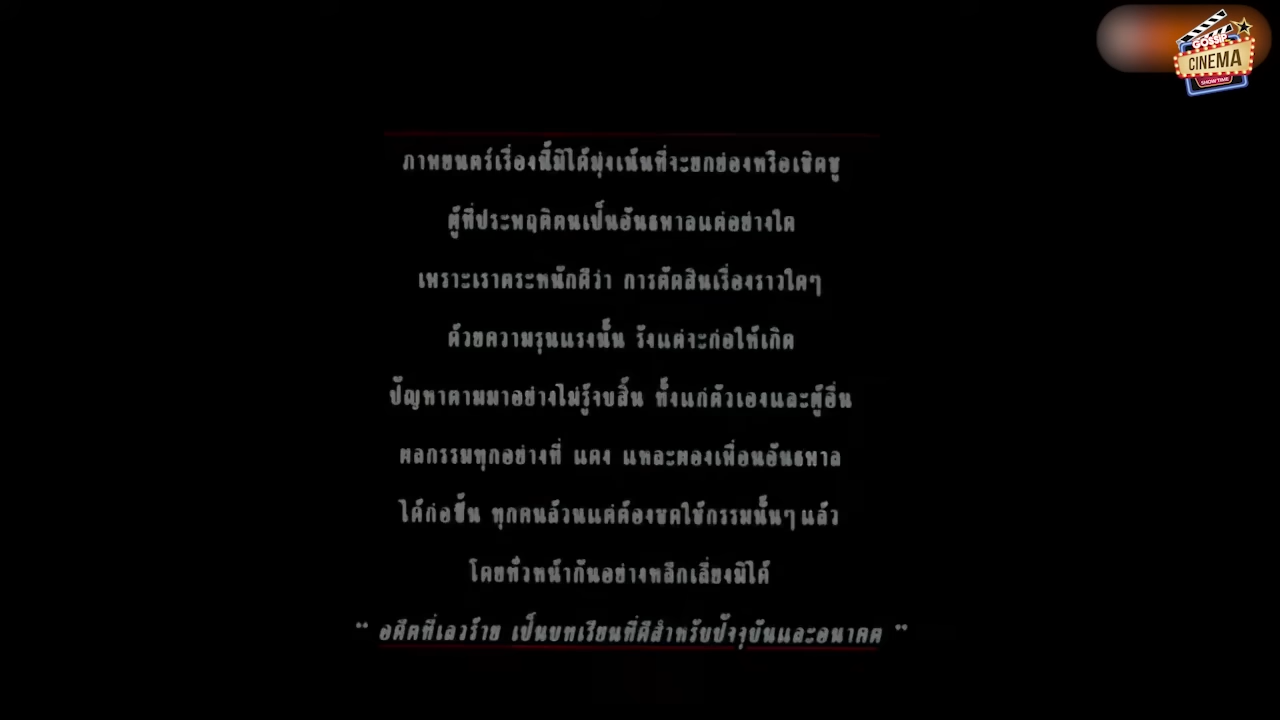 GOSSIP
CINEMA
SHOWTIME
ภาพยนตร์เรื่องนี้มิได้มุ่งเน้นที่จะยกย่องหรือเชิดชู
ผู้ที่ประพฤติตนเป็นอันธพาลแต่อย่างใด
เพราะเราตระหนักดีว่า การตัดสินเรื่องราวใดๆ
ด้วยความรุนแรงนั้น รังแต่จะก่อให้เกิด
ปัญหาตามมาอย่างไม่รู้จบสิ้น ทั้งแก่ตัวเองและผู้อื่น
ผลกรรมทุกอย่างที่ แดง และผองเพื่อนอันธพาล
ได้ก่อขึ้น ทุกคนล้วนแต่ต้องชดใช้กรรมนั้นๆ แล้ว
โดยทั่วหน้ากันอย่างหลีกเลี่ยงมิได้
" อดีตที่เลวร้าย เป็นบทเรียนที่ดีสำหรับปัจจุบันและอนาคต "